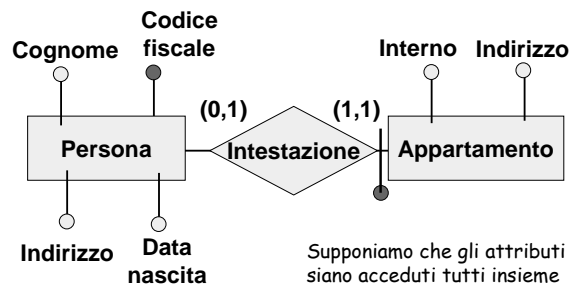 Codice
fiscale
Cognome
Interno
Indirizzo
(0,1)
(1,1)
Persona
Intestazione
Appartamento
Indirizzo
Data
nascita
Supponiamo che gli attributi
siano acceduti tutti insieme